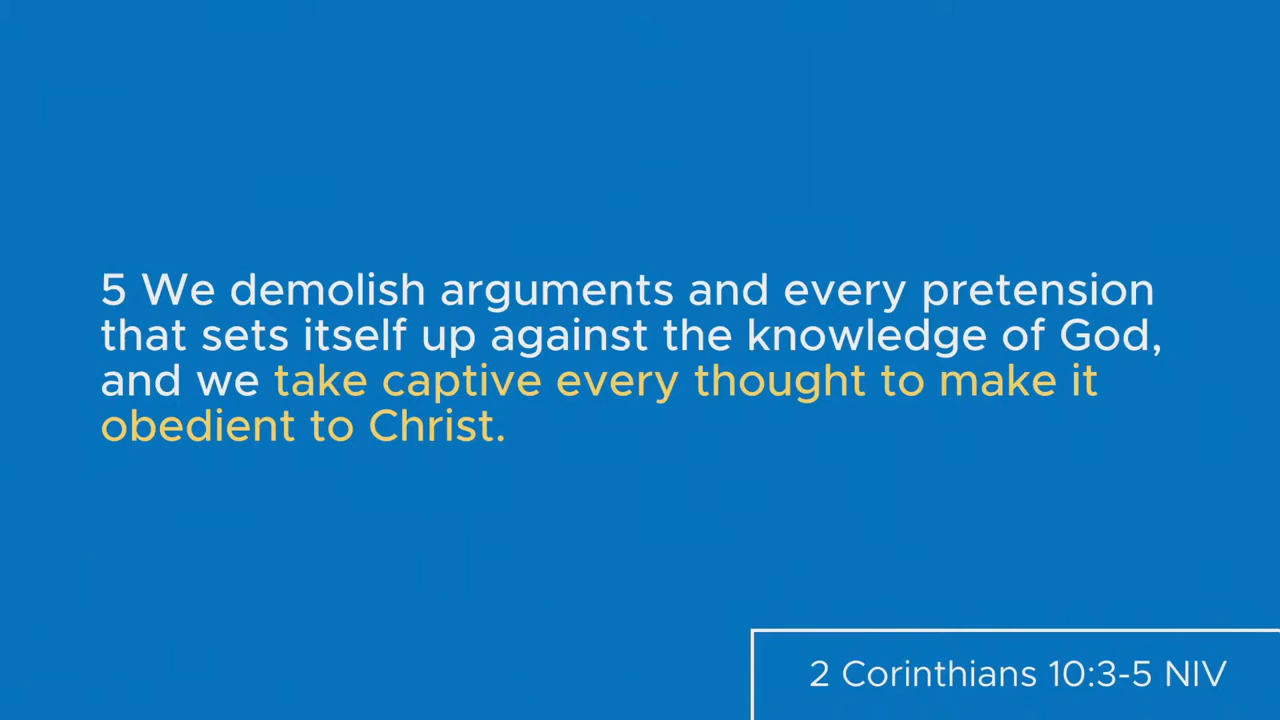 5 We demolish arguments and every pretension
that sets itself up against the knowledge of God,
and we take captive every thought to make it
obedient to Christ.
2 Corinthians 10:3-5 NIV